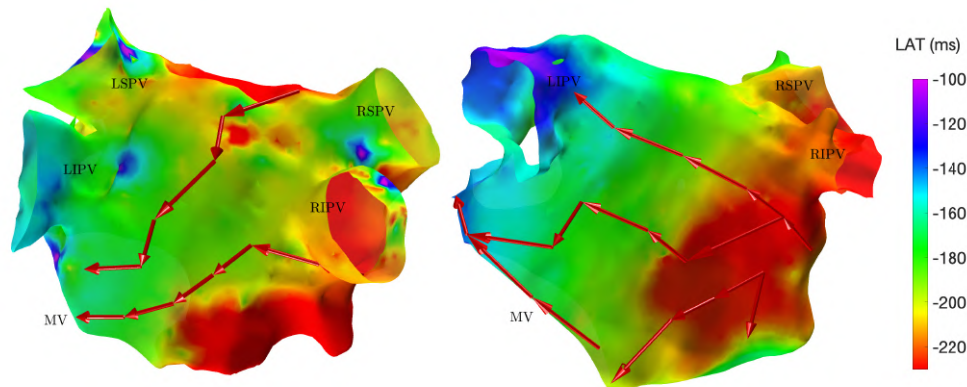 LSPV
RSPV
LIPV
RIPV
MV
LIPV
RSPV
RIPV
MV
LAT (ms)
-100
-120
-140
-160
-180
-200
-220